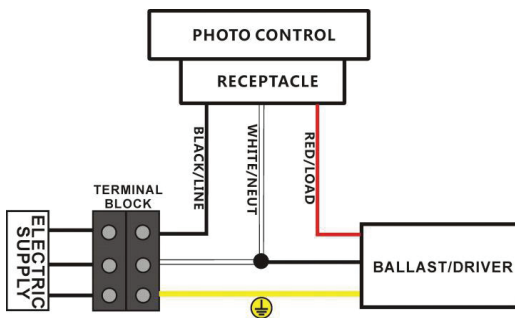 PHOTO CONTROL
RECEPTACLE
BLACK/LINE
WHITE/NEUT
RED/LOAD
TERMINAL
BLOCK
ELECTRIC
SUPPLY
BALLAST/DRIVER